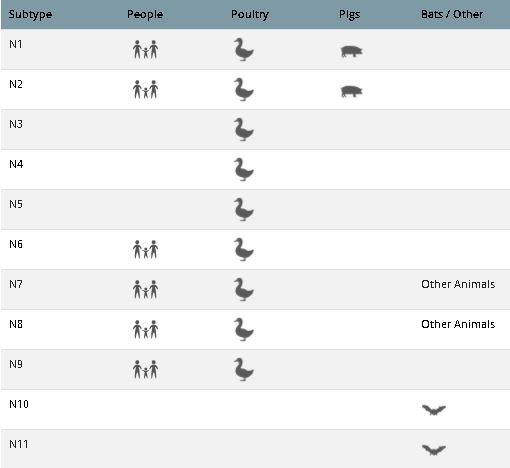 Subtype People Poultry Pigs Bats / Other
N1
N2
N3
N4
N5
N6
N7 Other Animals
N8 Other Animals
N9
N10
N11